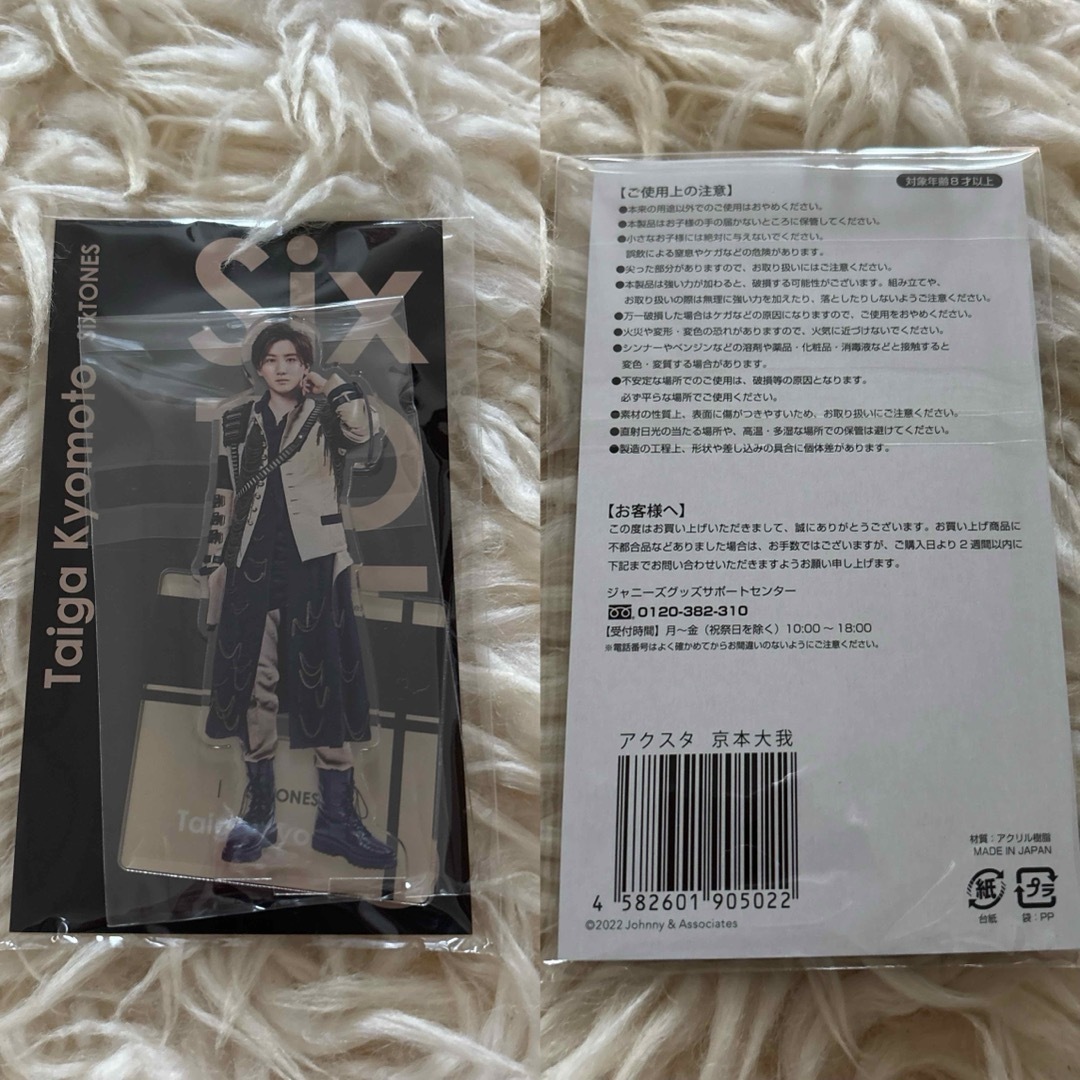 Six
TO
SixTONES
Taiga Kyomoto
TONES
【ご使用上の注意】
対象年齢8才以上
●本来の用途以外でのご使用はおやめください。
●本製品はお子様の手の届かないところに保管してください。
●小さなお子様には絶対に与えないでください。
誤飲による窒息やケガなどの危険があります。
●尖った部分がありますので、お取り扱いにはご注意ください。
●本製品は強い力が加わると、破損する可能性がございます。組み立てや、
お取り扱いの際は無理に強い力を加えたり、落としたりしないようご注意ください。
●万一破損した場合はケガなどの原因になりますので、ご使用をおやめください。
●火災や変形・変色の恐れがありますので、火気に近づけないでください。
●シンナーやベンジンなどの溶剤や薬品・化粧品・消毒液などと接触すると
変色・変質する場合があります。
●不安定な場所でのご使用は、破損等の原因となります。
必ず平らな場所でご使用ください。
●素材の性質上、表面に傷がつきやすいため、お取り扱いにご注意ください。
●直射日光の当たる場所や、高温・多湿な場所での保管は避けてください。
●製造の工程上、形状や差し込みの具合に個体差があります。
【お客様へ】
この度はお買い上げいただきまして、誠にありがとうございます。お買い上げ商品に
不都合品などありました場合は、お手数ではございますが、ご購入日より2週間以内に
下記までお問い合わせいただきますようお願い申し上げます。
ジャニーズグッズサポートセンター
0120-382-310
【受付時間】月～金（祝祭日を除く）10:00～18:00
※電話番号はよく確かめてからお間違いのないようにご注意ください。
アクスタ 京本大我
4 582601 905022
©2022 Johnny & Associates
材質：アクリル樹脂
MADE IN JAPAN
紙 プラ
台紙 袋：PP